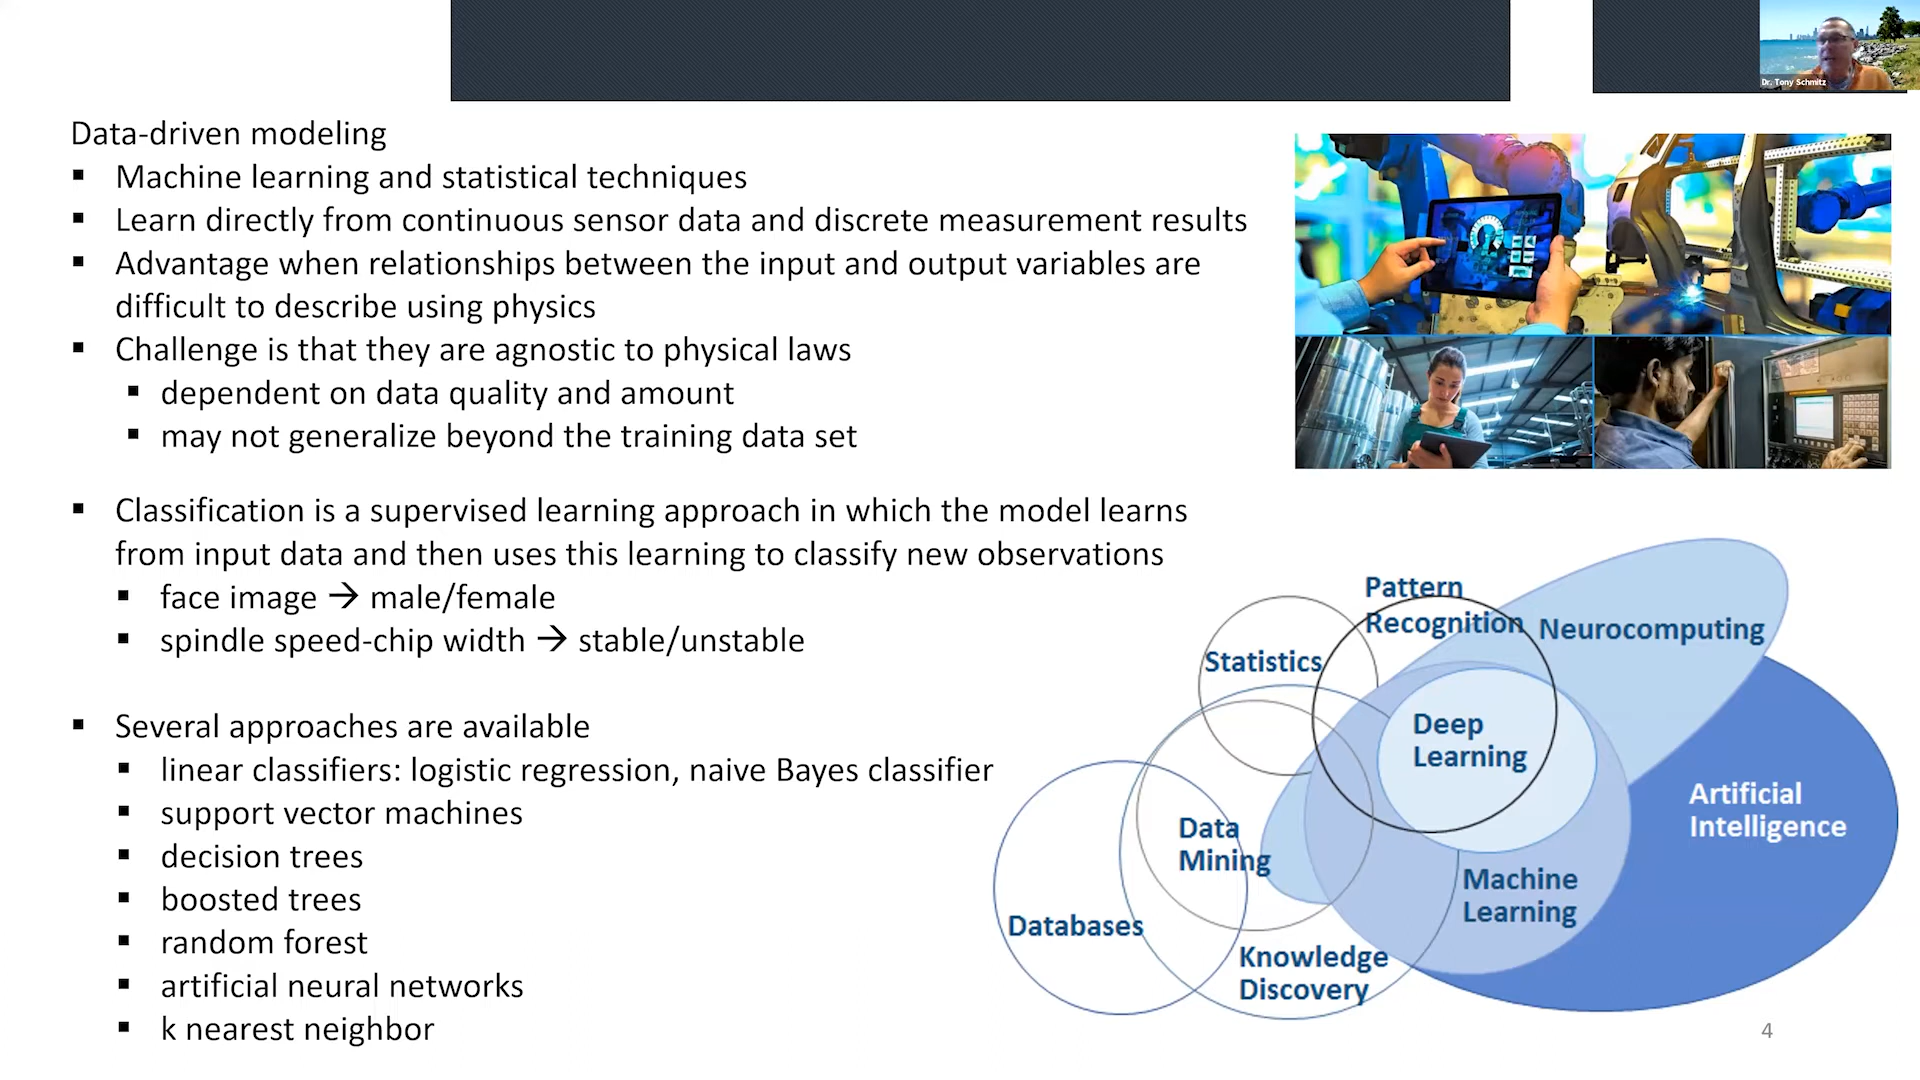 Dr. Tony Schmitz
Data-driven modeling
▪ Machine learning and statistical techniques
▪ Learn directly from continuous sensor data and discrete measurement results
▪ Advantage when relationships between the input and output variables are
difficult to describe using physics
▪ Challenge is that they are agnostic to physical laws
▪ dependent on data quality and amount
▪ may not generalize beyond the training data set
▪ Classification is a supervised learning approach in which the model learns
from input data and then uses this learning to classify new observations
▪ face image → male/female
▪ spindle speed-chip width → stable/unstable
▪ Several approaches are available
▪ linear classifiers: logistic regression, naive Bayes classifier
▪ support vector machines
▪ decision trees
▪ boosted trees
▪ random forest
▪ artificial neural networks
▪ k nearest neighbor
Pattern
Recognition
Neurocomputing
Statistics
Deep
Learning
Artificial
Intelligence
Data
Mining
Machine
Learning
Databases
Knowledge
Discovery
4